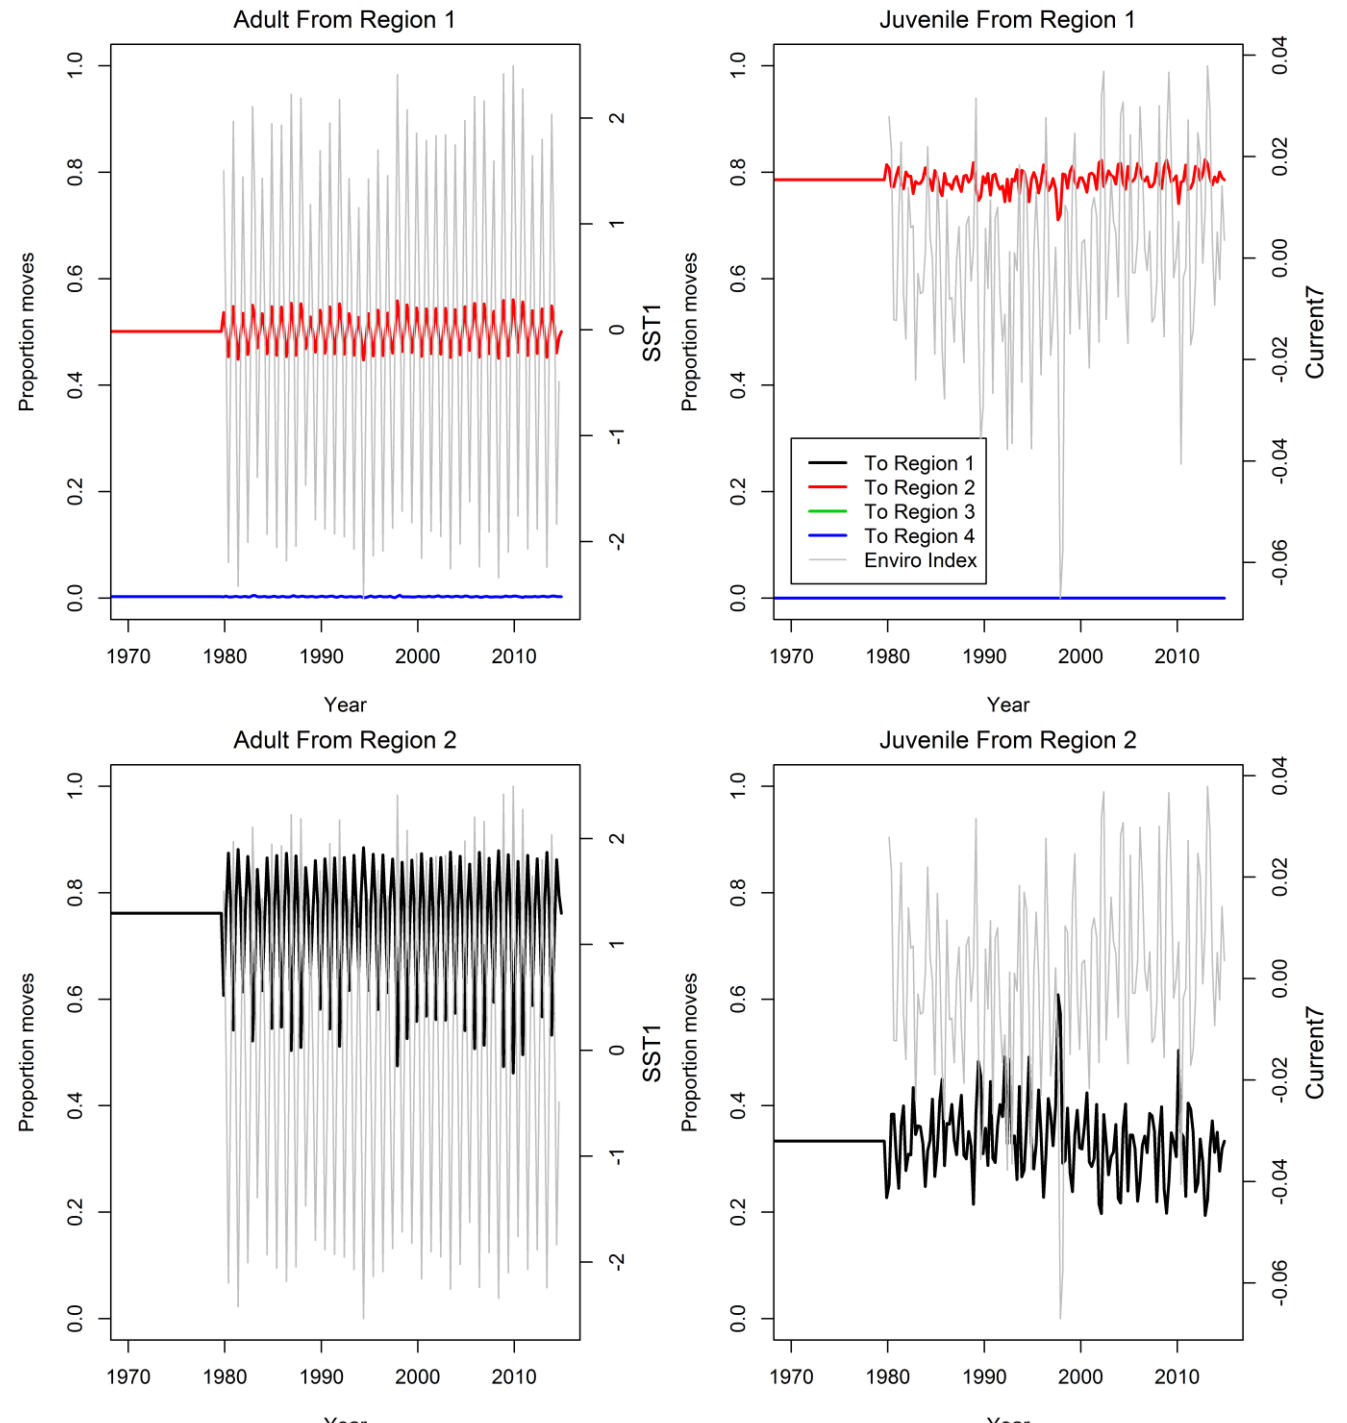 Adult From Region 1
Proportion moves
0.0 0.2 0.4 0.6 0.8 1.0
-2 -1 0 1 2
SST1
1970 1980 1990 2000 2010
Year
Juvenile From Region 1
Proportion moves
0.0 0.2 0.4 0.6 0.8 1.0
To Region 1
To Region 2
To Region 3
To Region 4
Enviro Index
-0.06 -0.04 -0.02 0.00 0.02 0.04
Current7
1970 1980 1990 2000 2010
Year
Adult From Region 2
Proportion moves
0.0 0.2 0.4 0.6 0.8 1.0
-2 -1 0 1 2
SST1
1970 1980 1990 2000 2010
Year
Juvenile From Region 2
Proportion moves
0.0 0.2 0.4 0.6 0.8 1.0
-0.06 -0.04 -0.02 0.00 0.02 0.04
Current7
1970 1980 1990 2000 2010
Year